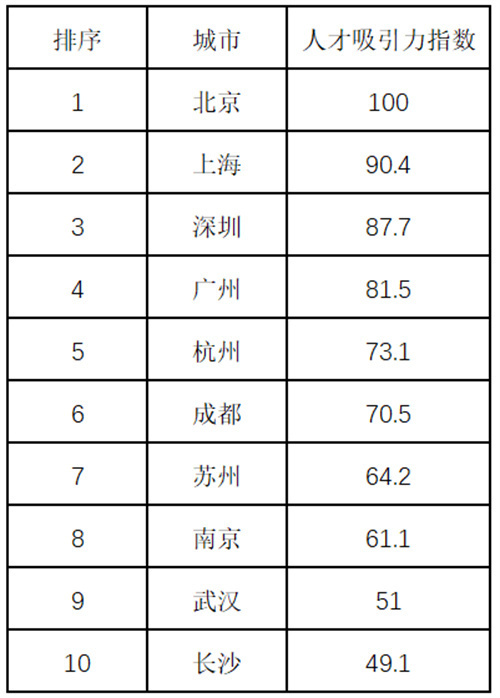 排序 城市 人才吸引力指数
1 北京 100
2 上海 90.4
3 深圳 87.7
4 广州 81.5
5 杭州 73.1
6 成都 70.5
7 苏州 64.2
8 南京 61.1
9 武汉 51
10 长沙 49.1